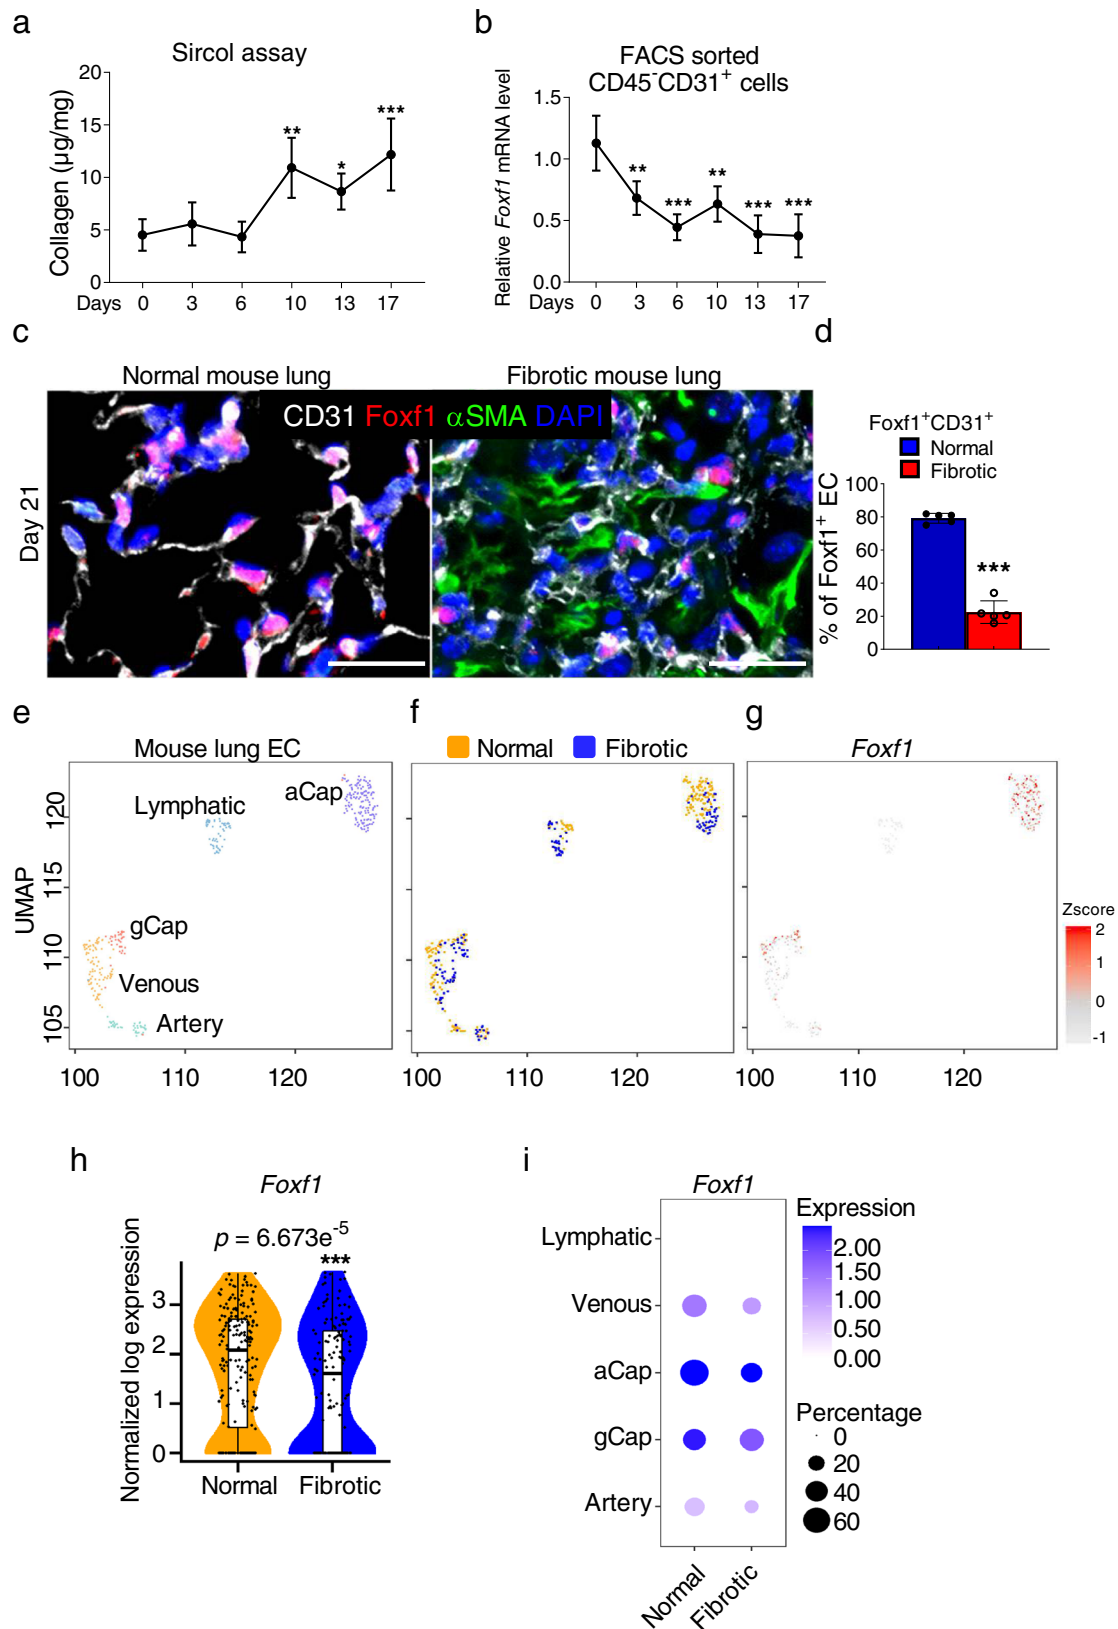 a
Sircol assay
Collagen (µg/mg)
20
15
10
5
0
** * ***
Days 0 3 6 10 13 17
b
FACS sorted
CD45⁻CD31⁺ cells
Relative Foxf1 mRNA level
1.5
1.0
0.5
0.0
** *** ** *** ***
Days 0 3 6 10 13 17
c
Normal mouse lung
Fibrotic mouse lung
CD31 Foxf1 αSMA DAPI
Day 21
d
Foxf1⁺CD31⁺
Normal
Fibrotic
% of Foxf1⁺ EC
100
80
60
40
20
0
***
e
Mouse lung EC
UMAP
120
115
110
105
Lymphatic
aCap
gCap
Venous
Artery
100 110 120
f
Normal Fibrotic
100 110 120
g
Foxf1
100 110 120
Zscore
2
1
0
-1
h
Foxf1
p = 6.673e⁻⁵
***
Normalized log expression
3
2
1
0
Normal Fibrotic
i
Foxf1
Lymphatic
Venous
aCap
gCap
Artery
Normal
Fibrotic
Expression
2.00
1.50
1.00
0.50
0.00
Percentage
0
20
40
60